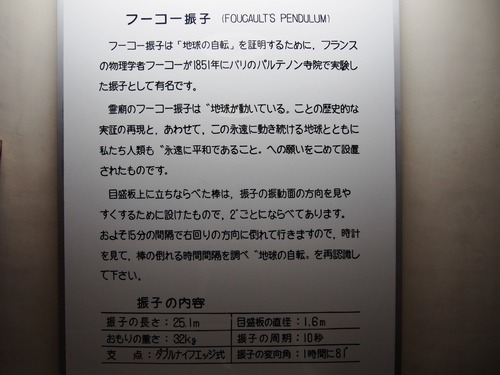 フーコー振子 (FOUCAULT'S PENDULUM)
フーコー振子は「地球の自転」を証明するために，フランス
の物理学者フーコーが1851年にパリのパルテノン寺院で実験し
た振子として有名です。
霊廟のフーコー振子は〝地球が動いている〟ことの歴史的な
実証の再現と，あわせて，この永遠に動き続ける地球とともに
私たち人類も〝永遠に平和であること〟への願いをこめて設置
されたものです。
目盛板上に立ちならべた棒は，振子の振動面の方向を見や
すくするために設けたもので，2°ごとにならべてあります。
およそ15分の間隔で右回りの方向に倒れて行きますので，時計
を見て，棒の倒れる時間間隔を調べ〝地球の自転〟を再認識し
て下さい。
振子の内容
振子の長さ：25.1m 目盛板の直径：1.6m
おもりの重さ：32kg 振子の周期：10秒
支点：ダブルナイフエッジ式 振子の変向角：1時間に8°